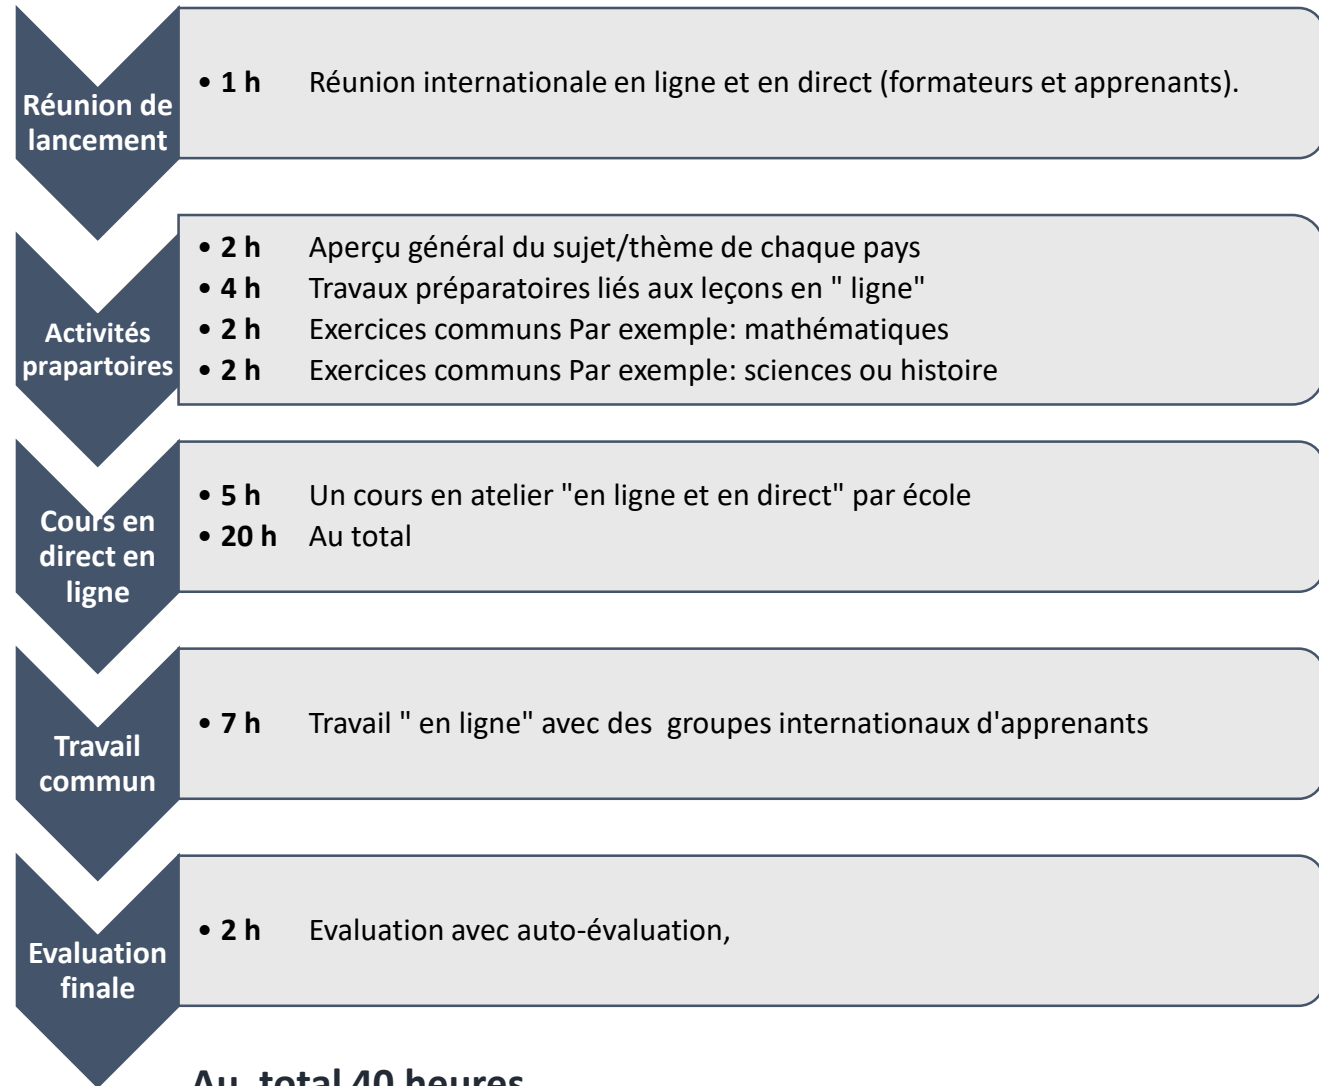 Réunion de
lancement
• 1 h Réunion internationale en ligne et en direct (formateurs et apprenants).
Activités
prapartoires
• 2 h Aperçu général du sujet/thème de chaque pays
• 4 h Travaux préparatoires liés aux leçons en " ligne"
• 2 h Exercices communs Par exemple: mathématiques
• 2 h Exercices communs Par exemple: sciences ou histoire
Cours en
direct en
ligne
• 5 h Un cours en atelier "en ligne et en direct" par école
• 20 h Au total
Travail
commun
• 7 h Travail " en ligne" avec des groupes internationaux d'apprenants
Evaluation
finale
• 2 h Evaluation avec auto-évaluation,
Au total 40 heures